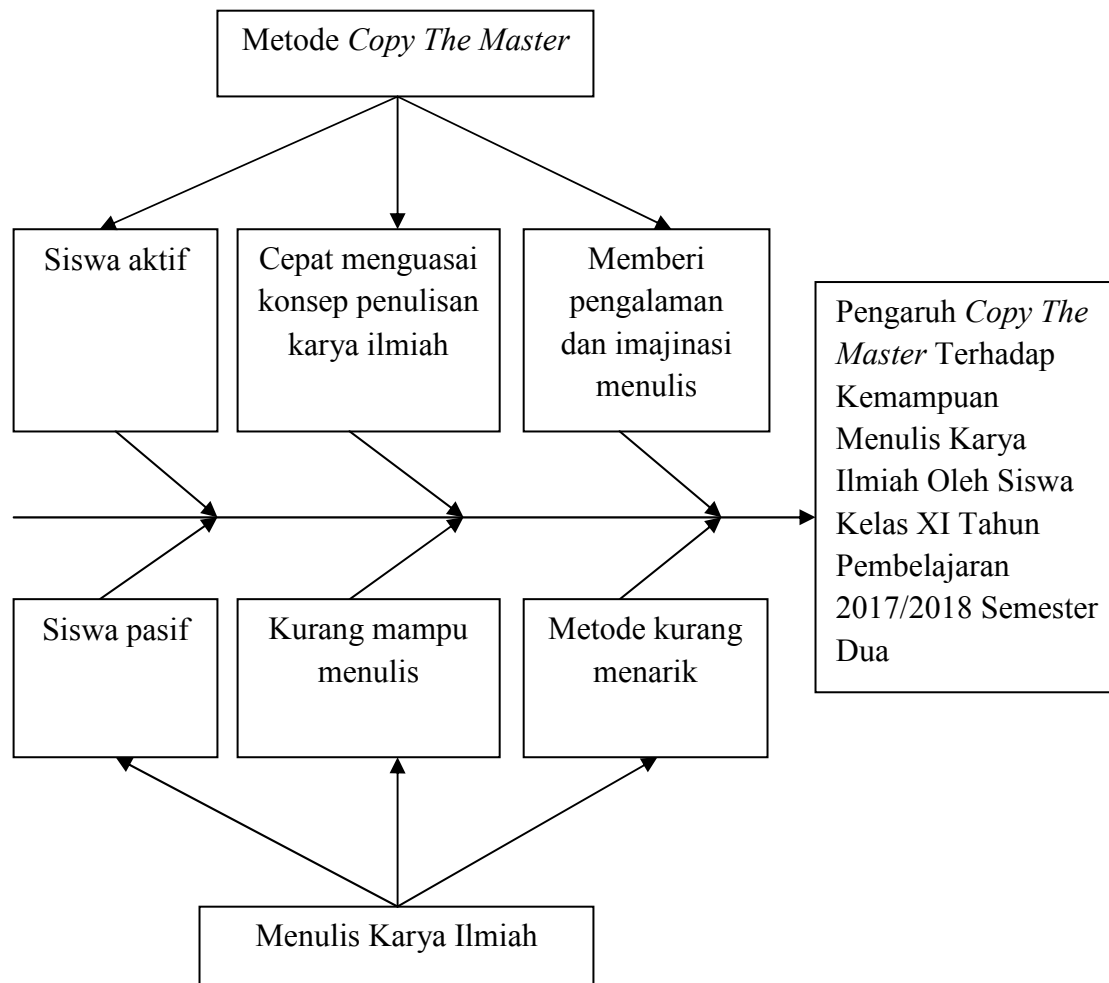 Metode Copy The Master
Siswa aktif
Cepat menguasai
konsep penulisan
karya ilmiah
Memberi
pengalaman
dan imajinasi
menulis
Pengaruh Copy The
Master Terhadap
Kemampuan
Menulis Karya
Ilmiah Oleh Siswa
Kelas XI Tahun
Pembelajaran
2017/2018 Semester
Dua
Siswa pasif
Kurang mampu
menulis
Metode kurang
menarik
Menulis Karya Ilmiah